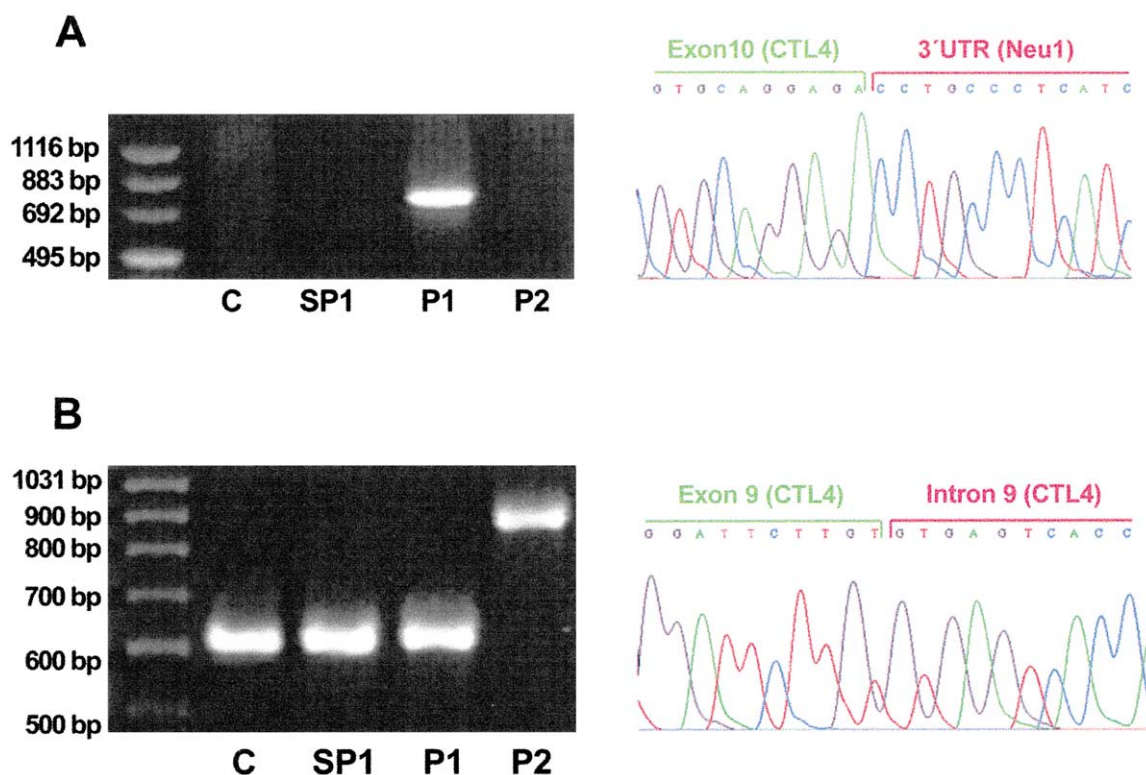 A
1116 bp
883 bp
692 bp
495 bp
C SP1 P1 P2
Exon10 (CTL4) 3´UTR (Neu1)
G T G C A G G A G A C C T G C C C T C A T C
B
1031 bp
900 bp
800 bp
700 bp
600 bp
500 bp
C SP1 P1 P2
Exon 9 (CTL4) Intron 9 (CTL4)
G G A T T C T T G T G T G A G T C A C C